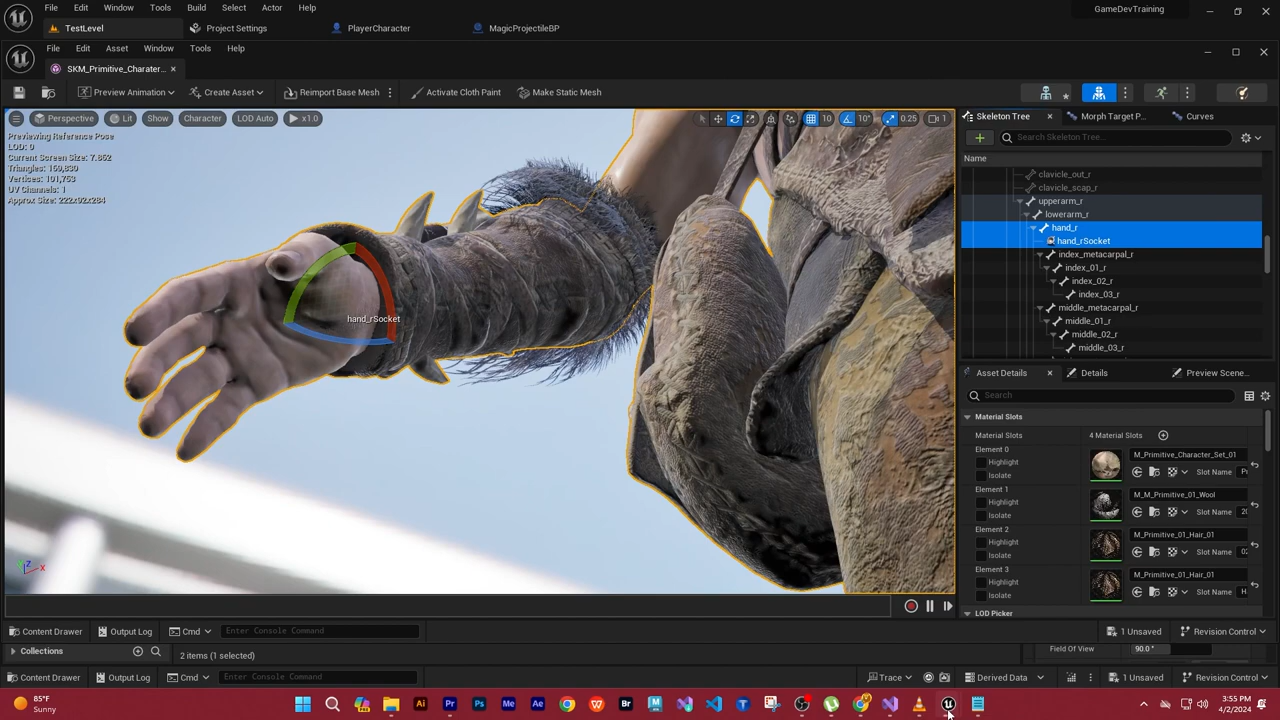 File Edit Window Tools Build Select Actor Help
GameDevTraining
TestLevel
Project Settings
PlayerCharacter
MagicProjectileBP
File Edit Asset Window Tools Help
SKM_Primitive_Charater...
Preview Animation
Create Asset
Reimport Base Mesh
Activate Cloth Paint
Make Static Mesh
Perspective
Lit
Show
Character
LOD Auto
x1.0
10
10°
0.25
1
Previewing Reference Pose
LOD: 0
Current Screen Size: 7.862
Triangles: 159,830
Vertices: 101,753
UV Channels: 1
Approx Size: 222x92x284
hand_rSocket
Z
X
Skeleton Tree
Morph Target P...
Curves
Search Skeleton Tree...
Name
clavicle_out_r
clavicle_scap_r
upperarm_r
lowerarm_r
hand_r
hand_rSocket
index_metacarpal_r
index_01_r
index_02_r
index_03_r
middle_metacarpal_r
middle_01_r
middle_02_r
middle_03_r
Asset Details
Details
Preview Scene...
Search
Material Slots
Material Slots
4 Material Slots
Element 0
M_Primitive_Character_Set_01
Highlight
Isolate
Slot Name
Element 1
M_M_Primitive_01_Wool
Highlight
Isolate
Slot Name
Element 2
M_Primitive_01_Hair_01
Highlight
Isolate
Slot Name
Element 3
M_Primitive_01_Hair_01
Highlight
Isolate
Slot Name
LOD Picker
Content Drawer
Output Log
Cmd
Enter Console Command
1 Unsaved
Revision Control
Collections
2 items (1 selected)
Field Of View
90.0 °
Content Drawer
Output Log
Cmd
Enter Console Command
Trace
Derived Data
1 Unsaved
Revision Control
85°F
Sunny
3:55 PM
4/2/2024